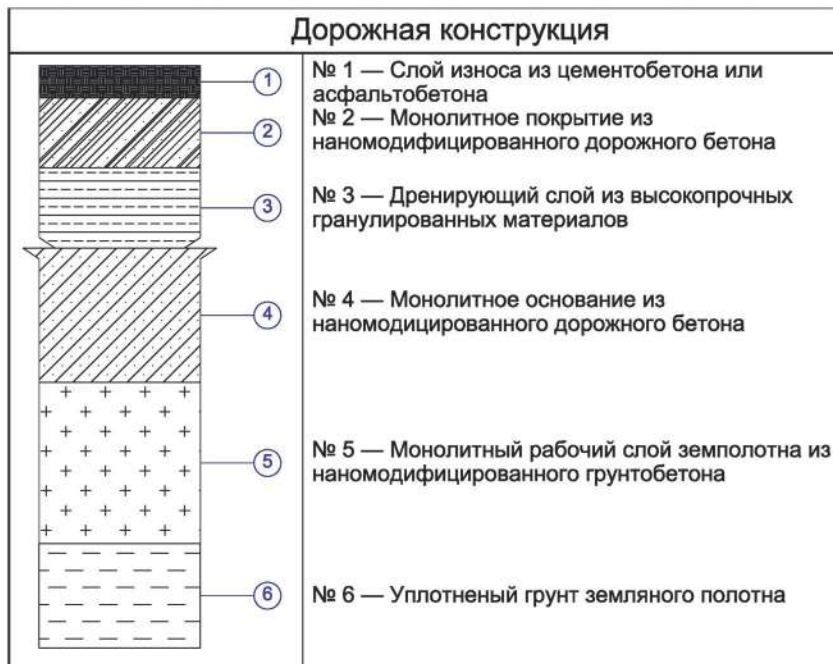 Дорожная конструкция
1
№ 1 — Слой износа из цементобетона или
асфальтобетона
2
№ 2 — Монолитное покрытие из
наномодифицированного дорожного бетона
3
№ 3 — Дренирующий слой из высокопрочных
гранулированных материалов
4
№ 4 — Монолитное основание из
наномодицированного дорожного бетона
5
№ 5 — Монолитный рабочий слой земполотна из
наномодифицированного грунтобетона
6
№ 6 — Уплотненый грунт земляного полотна